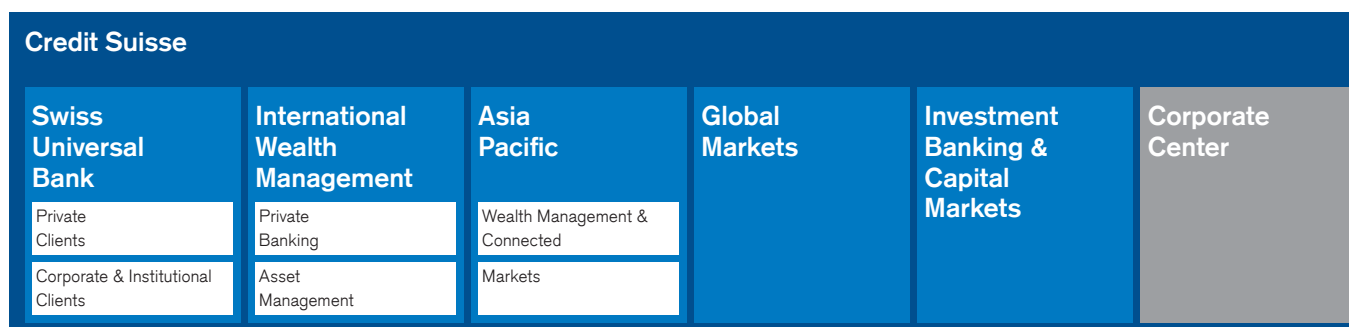 Credit Suisse
Swiss
Universal
Bank
Private
Clients
Corporate & Institutional
Clients
International
Wealth
Management
Private
Banking
Asset
Management
Asia
Pacific
Wealth Management &
Connected
Markets
Global
Markets
Investment
Banking &
Capital
Markets
Corporate
Center